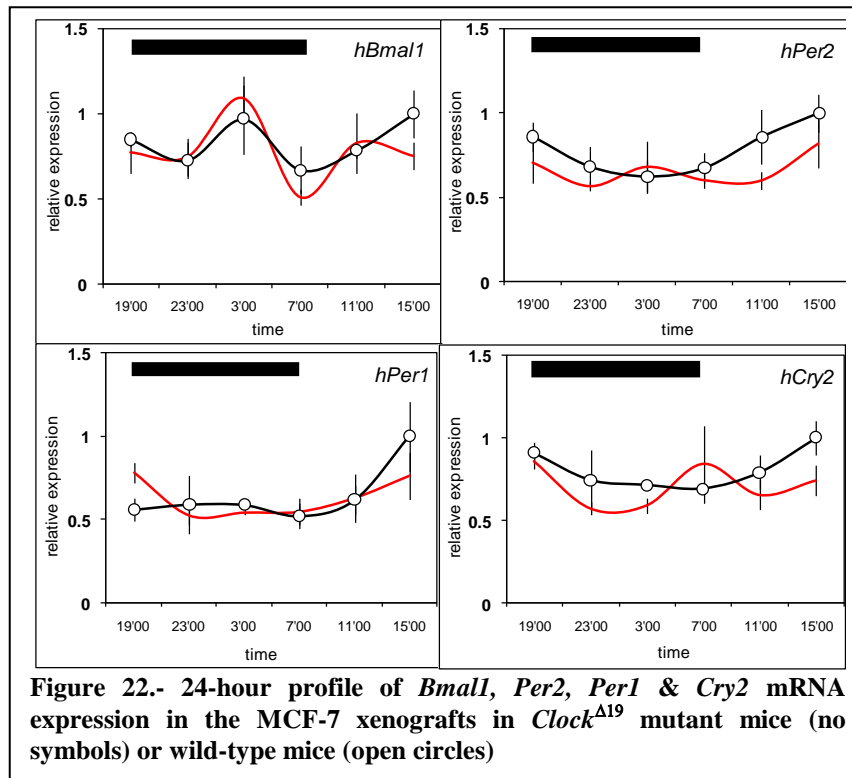 1.5
hBmal1
1
relative expression
0.5
0
19'00 23'00 3'00 7'00 11'00 15'00
time
1.5
hPer2
1
relative expression
0.5
0
19'00 23'00 3'00 7'00 11'00 15'00
time
1.5
hPer1
1
relative expression
0.5
0
19'00 23'00 3'00 7'00 11'00 15'00
time
1.5
hCry2
1
relative expression
0.5
0
19'00 23'00 3'00 7'00 11'00 15'00
time
Figure 22.- 24-hour profile of Bmal1, Per2, Per1 & Cry2 mRNA
expression in the MCF-7 xenografts in Clock^Δ19 mutant mice (no
symbols) or wild-type mice (open circles)